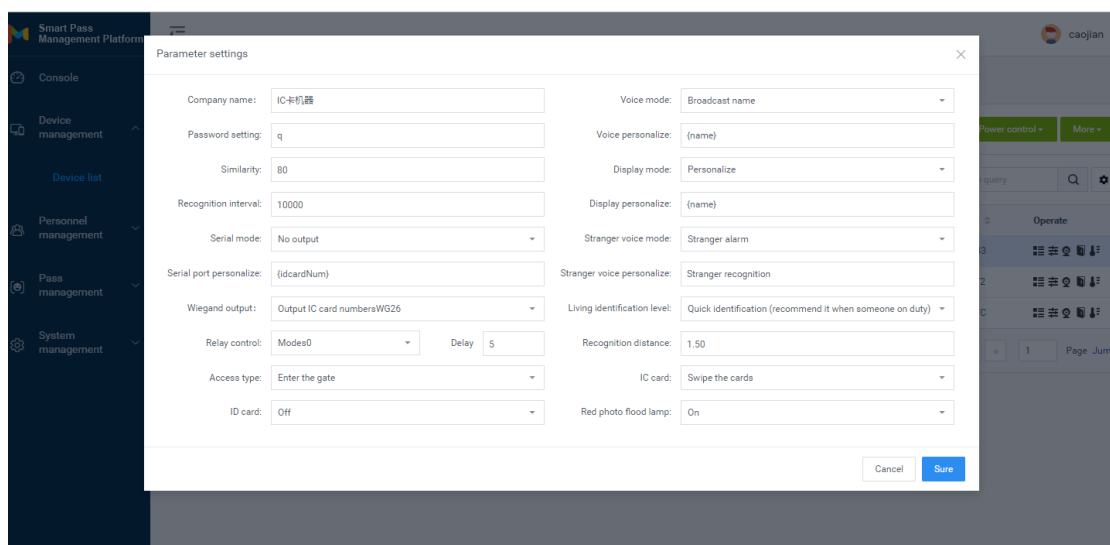 Smart Pass
Management Platform
caojian
Console
Device
management
Device list
Personnel
management
Pass
management
System
management
Parameter settings
Company name: IC卡机器
Voice mode: Broadcast name
Password setting: q
Voice personalize: {name}
Similarity: 80
Display mode: Personalize
Recognition interval: 10000
Display personalize: {name}
Serial mode: No output
Stranger voice mode: Stranger alarm
Serial port personalize: {idcardNum}
Stranger voice personalize: Stranger recognition
Wiegand output: Output IC card numbersWG26
Living identification level: Quick identification (recommend it when someone on duty)
Relay control: Modes0 Delay 5
Recognition distance: 1.50
Access type: Enter the gate
IC card: Swipe the cards
ID card: Off
Red photo flood lamp: On
Cancel Sure
Power control More
query
Operate
33
2
C
1 Page Jum